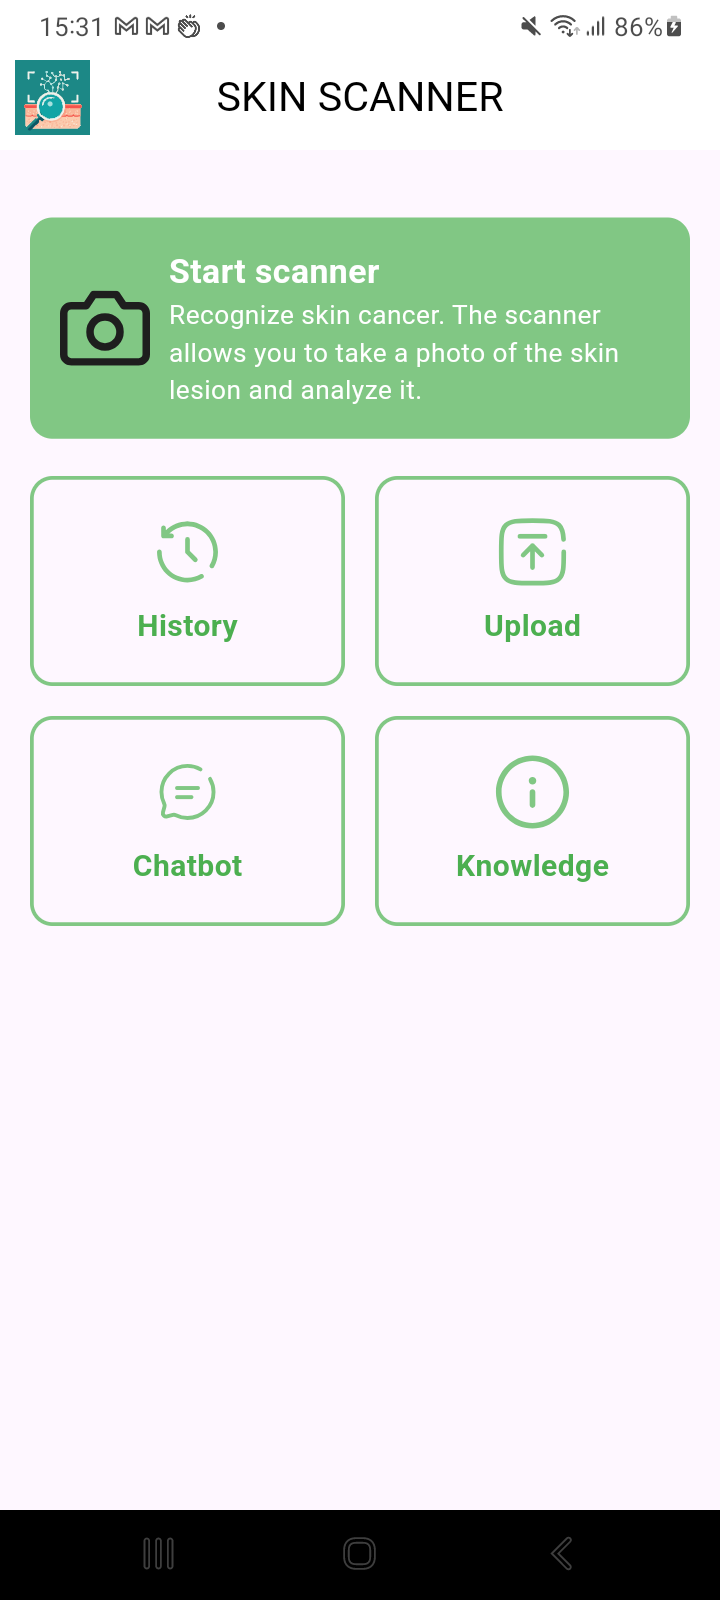 15:31
86%
SKIN SCANNER
Start scanner
Recognize skin cancer. The scanner
allows you to take a photo of the skin
lesion and analyze it.
History
Upload
Chatbot
Knowledge